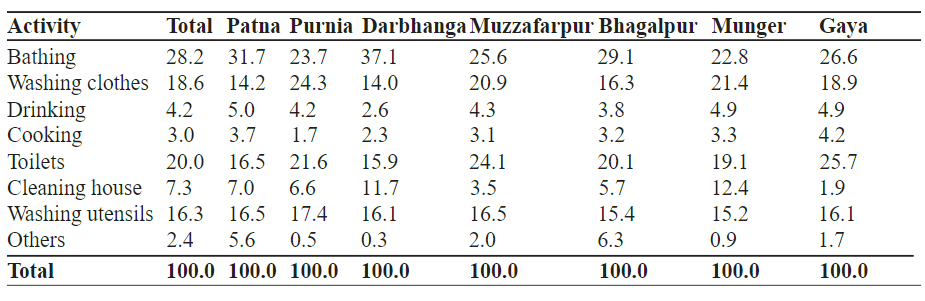 Activity Total Patna Purnia Darbhanga Muzzafarpur Bhagalpur Munger Gaya
Bathing 28.2 31.7 23.7 37.1 25.6 29.1 22.8 26.6
Washing clothes 18.6 14.2 24.3 14.0 20.9 16.3 21.4 18.9
Drinking 4.2 5.0 4.2 2.6 4.3 3.8 4.9 4.9
Cooking 3.0 3.7 1.7 2.3 3.1 3.2 3.3 4.2
Toilets 20.0 16.5 21.6 15.9 24.1 20.1 19.1 25.7
Cleaning house 7.3 7.0 6.6 11.7 3.5 5.7 12.4 1.9
Washing utensils 16.3 16.5 17.4 16.1 16.5 15.4 15.2 16.1
Others 2.4 5.6 0.5 0.3 2.0 6.3 0.9 1.7
Total 100.0 100.0 100.0 100.0 100.0 100.0 100.0 100.0